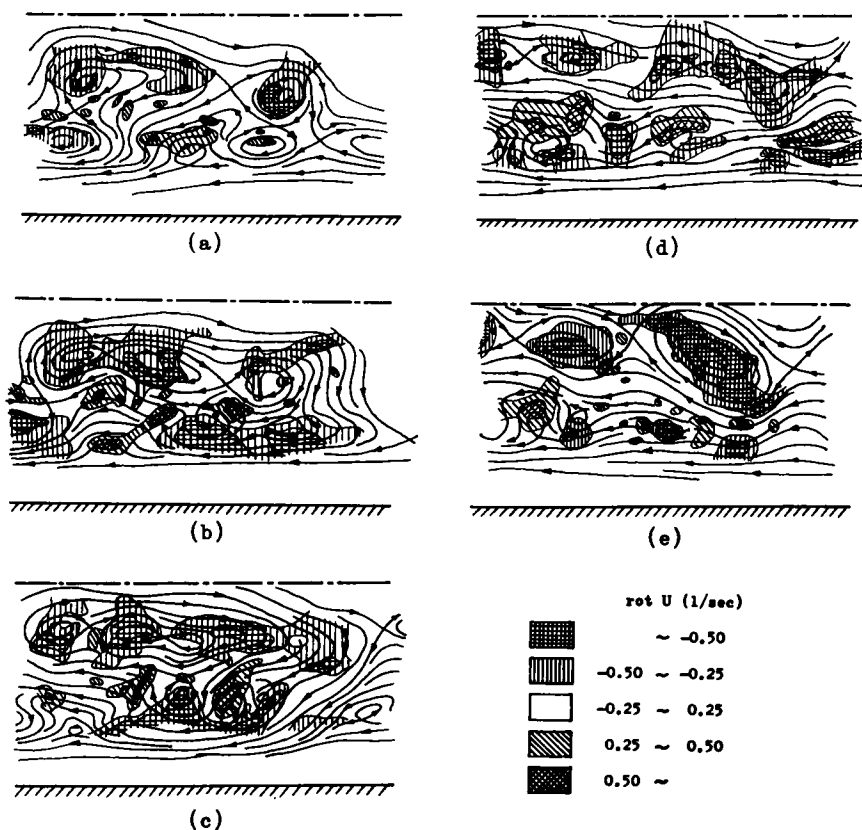 (a)
(b)
(c)
(d)
(e)
rot U (1/sec)
~ -0.50
-0.50 ~ -0.25
-0.25 ~ 0.25
0.25 ~ 0.50
0.50 ~